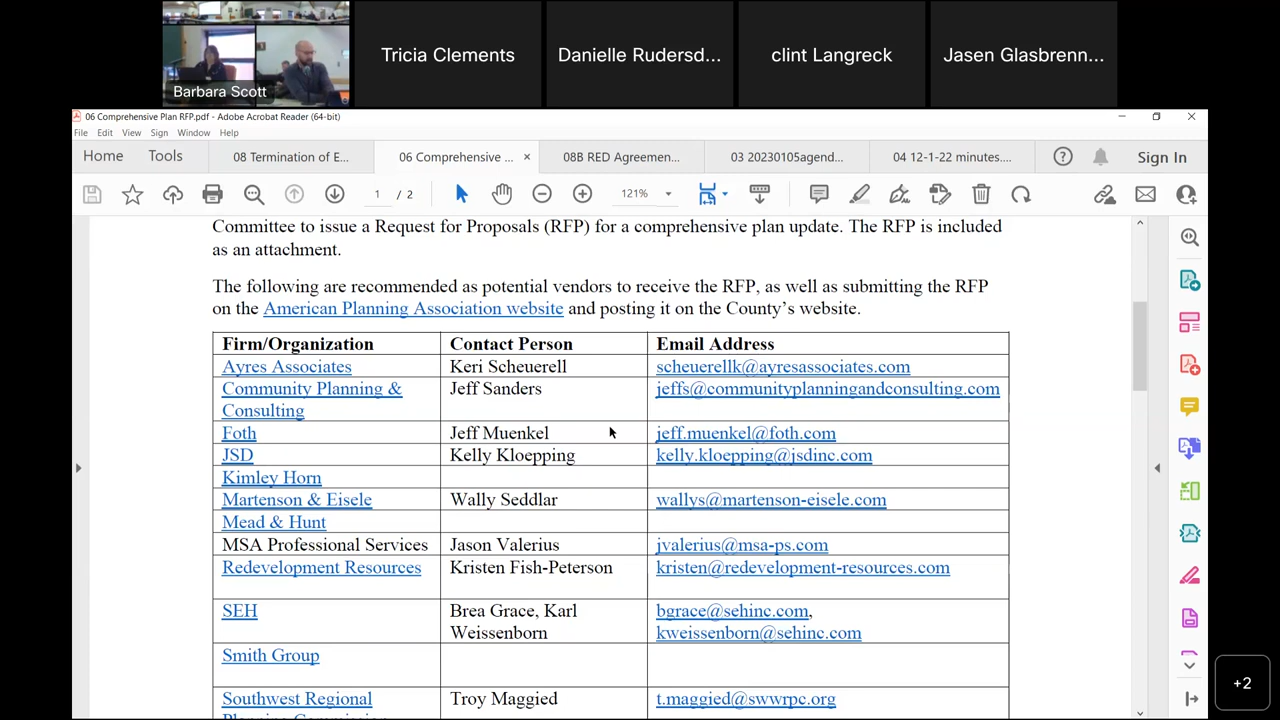 Barbara Scott
Tricia Clements
Danielle Rudersd...
clint Langreck
Jasen Glasbrenn...
06 Comprehensive Plan RFP.pdf - Adobe Acrobat Reader (64-bit)
File Edit View Sign Window Help
Home Tools 08 Termination of E... 06 Comprehensive ... × 08B RED Agreemen... 03 20230105agend... 04 12-1-22 minutes.... Sign In
1 / 2 121%
Committee to issue a Request for Proposals (RFP) for a comprehensive plan update. The RFP is included
as an attachment.
The following are recommended as potential vendors to receive the RFP, as well as submitting the RFP
on the American Planning Association website and posting it on the County's website.
Firm/Organization Contact Person Email Address
Ayres Associates Keri Scheuerell scheuerellk@ayresassociates.com
Community Planning & Jeff Sanders jeffs@communityplanningandconsulting.com
Consulting
Foth Jeff Muenkel jeff.muenkel@foth.com
JSD Kelly Kloepping kelly.kloepping@jsdinc.com
Kimley Horn
Martenson & Eisele Wally Seddlar wallys@martenson-eisele.com
Mead & Hunt
MSA Professional Services Jason Valerius jvalerius@msa-ps.com
Redevelopment Resources Kristen Fish-Peterson kristen@redevelopment-resources.com
SEH Brea Grace, Karl bgrace@sehinc.com,
Weissenborn kweissenborn@sehinc.com
Smith Group
Southwest Regional Troy Maggied t.maggied@swwrpc.org
Planning Commission
+2